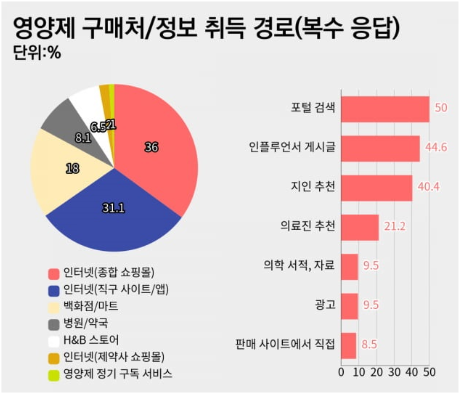 영양제 구매처/정보 취득 경로(복수 응답)
단위:%
36
31.1
18
8.1
6.5
2
1
인터넷(종합 쇼핑몰)
인터넷(직구 사이트/앱)
백화점/마트
병원/약국
H&B 스토어
인터넷(제약사 쇼핑몰)
영양제 정기 구독 서비스
포털 검색 50
인플루언서 게시글 44.6
지인 추천 40.4
의료진 추천 21.2
의학 서적, 자료 9.5
광고 9.5
판매 사이트에서 직접 8.5
0 10 20 30 40 50